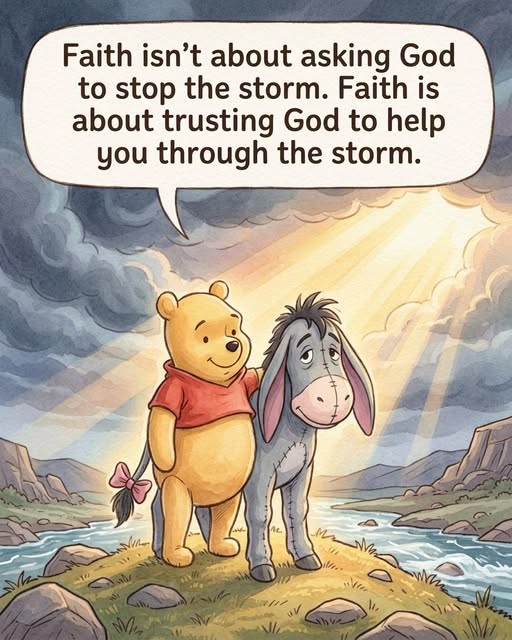 Faith isn’t about asking God
to stop the storm. Faith is
about trusting God to help
you through the storm.